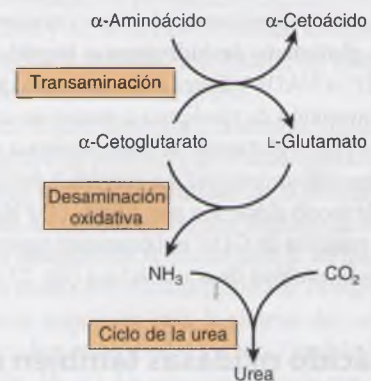 α-Aminoácido α-Cetoácido
Transaminación
α-Cetoglutarato L-Glutamato
Desaminación
oxidativa
NH₃ CO₂
Ciclo de la urea
Urea